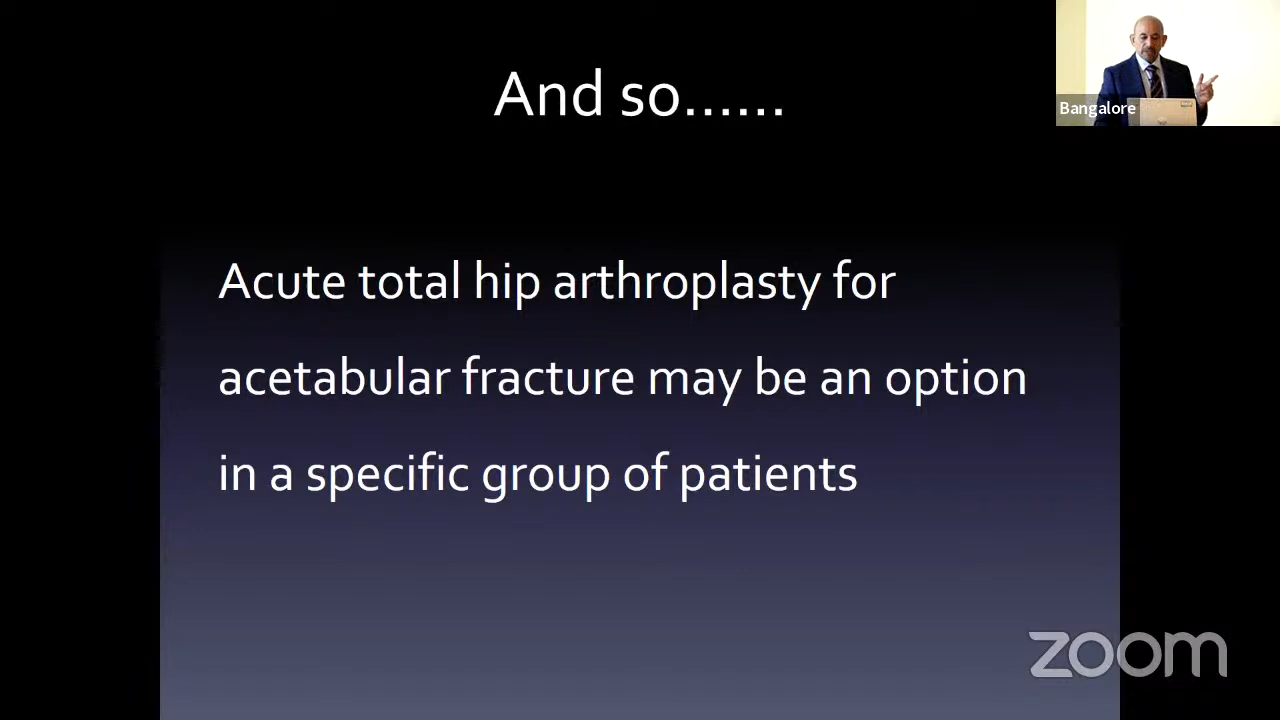 And so......
Bangalore
Acute total hip arthroplasty for
acetabular fracture may be an option
in a specific group of patients
zoom